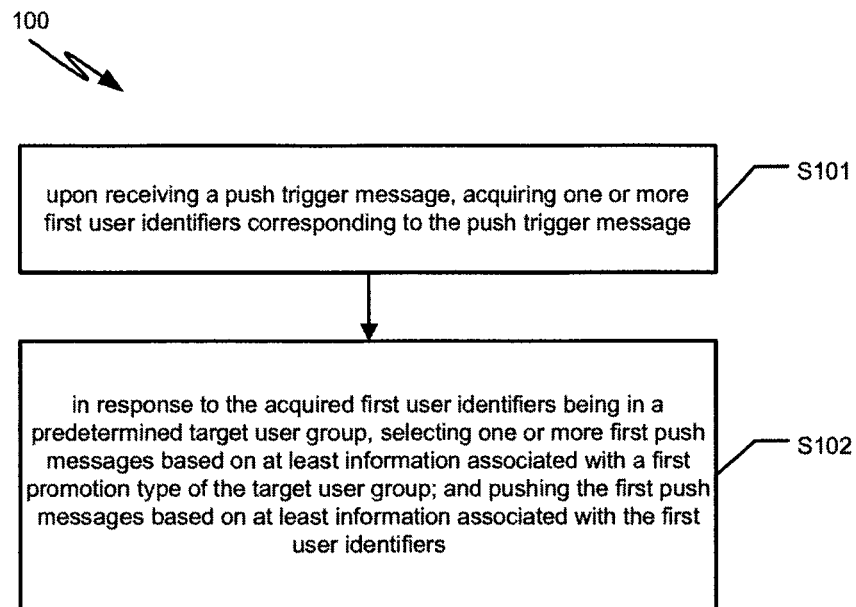 100
upon receiving a push trigger message, acquiring one or more
first user identifiers corresponding to the push trigger message
S101
in response to the acquired first user identifiers being in a
predetermined target user group, selecting one or more first push
messages based on at least information associated with a first
promotion type of the target user group; and pushing the first push
messages based on at least information associated with the first
user identifiers
S102